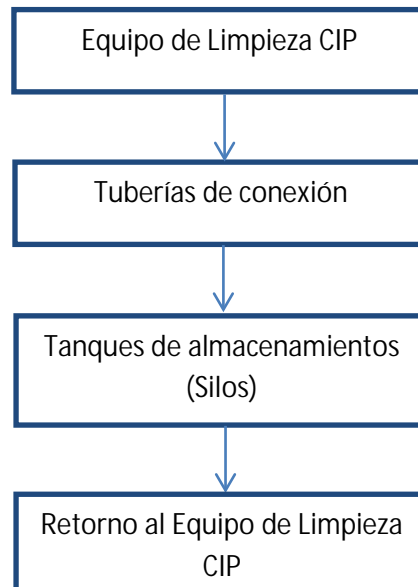 Equipo de Limpieza CIP
Tuberías de conexión
Tanques de almacenamientos
(Silos)
Retorno al Equipo de Limpieza
CIP